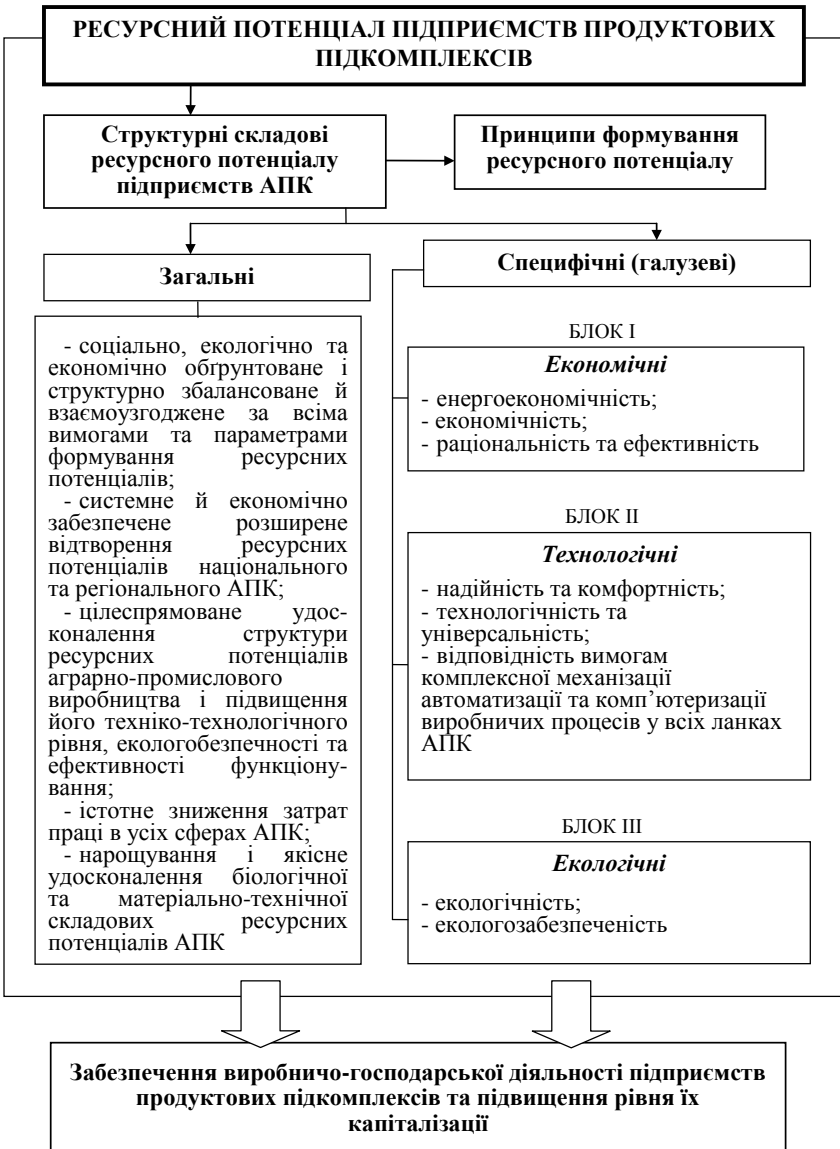 РЕСУРСНИЙ ПОТЕНЦІАЛ ПІДПРИЄМСТВ ПРОДУКТОВИХ
ПІДКОМПЛЕКСІВ
Структурні складові
ресурсного потенціалу
підприємств АПК
Принципи формування
ресурсного потенціалу
Загальні
- соціально, екологічно та
економічно обґрунтоване і
структурно збалансоване й
взаємоузгоджене за всіма
вимогами та параметрами
формування ресурсних
потенціалів;
- системне й економічно
забезпечене розширене
відтворення ресурсних
потенціалів національного
та регіонального АПК;
- цілеспрямоване удос-
коналення структури
ресурсних потенціалів
аграрно-промислового
виробництва і підвищення
його техніко-технологічного
рівня, екологобезпечності та
ефективності функціону-
вання;
- істотне зниження затрат
праці в усіх сферах АПК;
- нарощування і якісне
удосконалення біологічної
та матеріально-технічної
складових ресурсних
потенціалів АПК
Специфічні (галузеві)
БЛОК І
Економічні
- енергоекономічність;
- економічність;
- раціональність та ефективність
БЛОК ІІ
Технологічні
- надійність та комфортність;
- технологічність та
універсальність;
- відповідність вимогам
комплексної механізації
автоматизації та комп’ютеризації
виробничих процесів у всіх ланках
АПК
БЛОК ІІІ
Екологічні
- екологічність;
- екологозабезпеченість
Забезпечення виробничо-господарської діяльності підприємств
продуктових підкомплексів та підвищення рівня їх
капіталізації